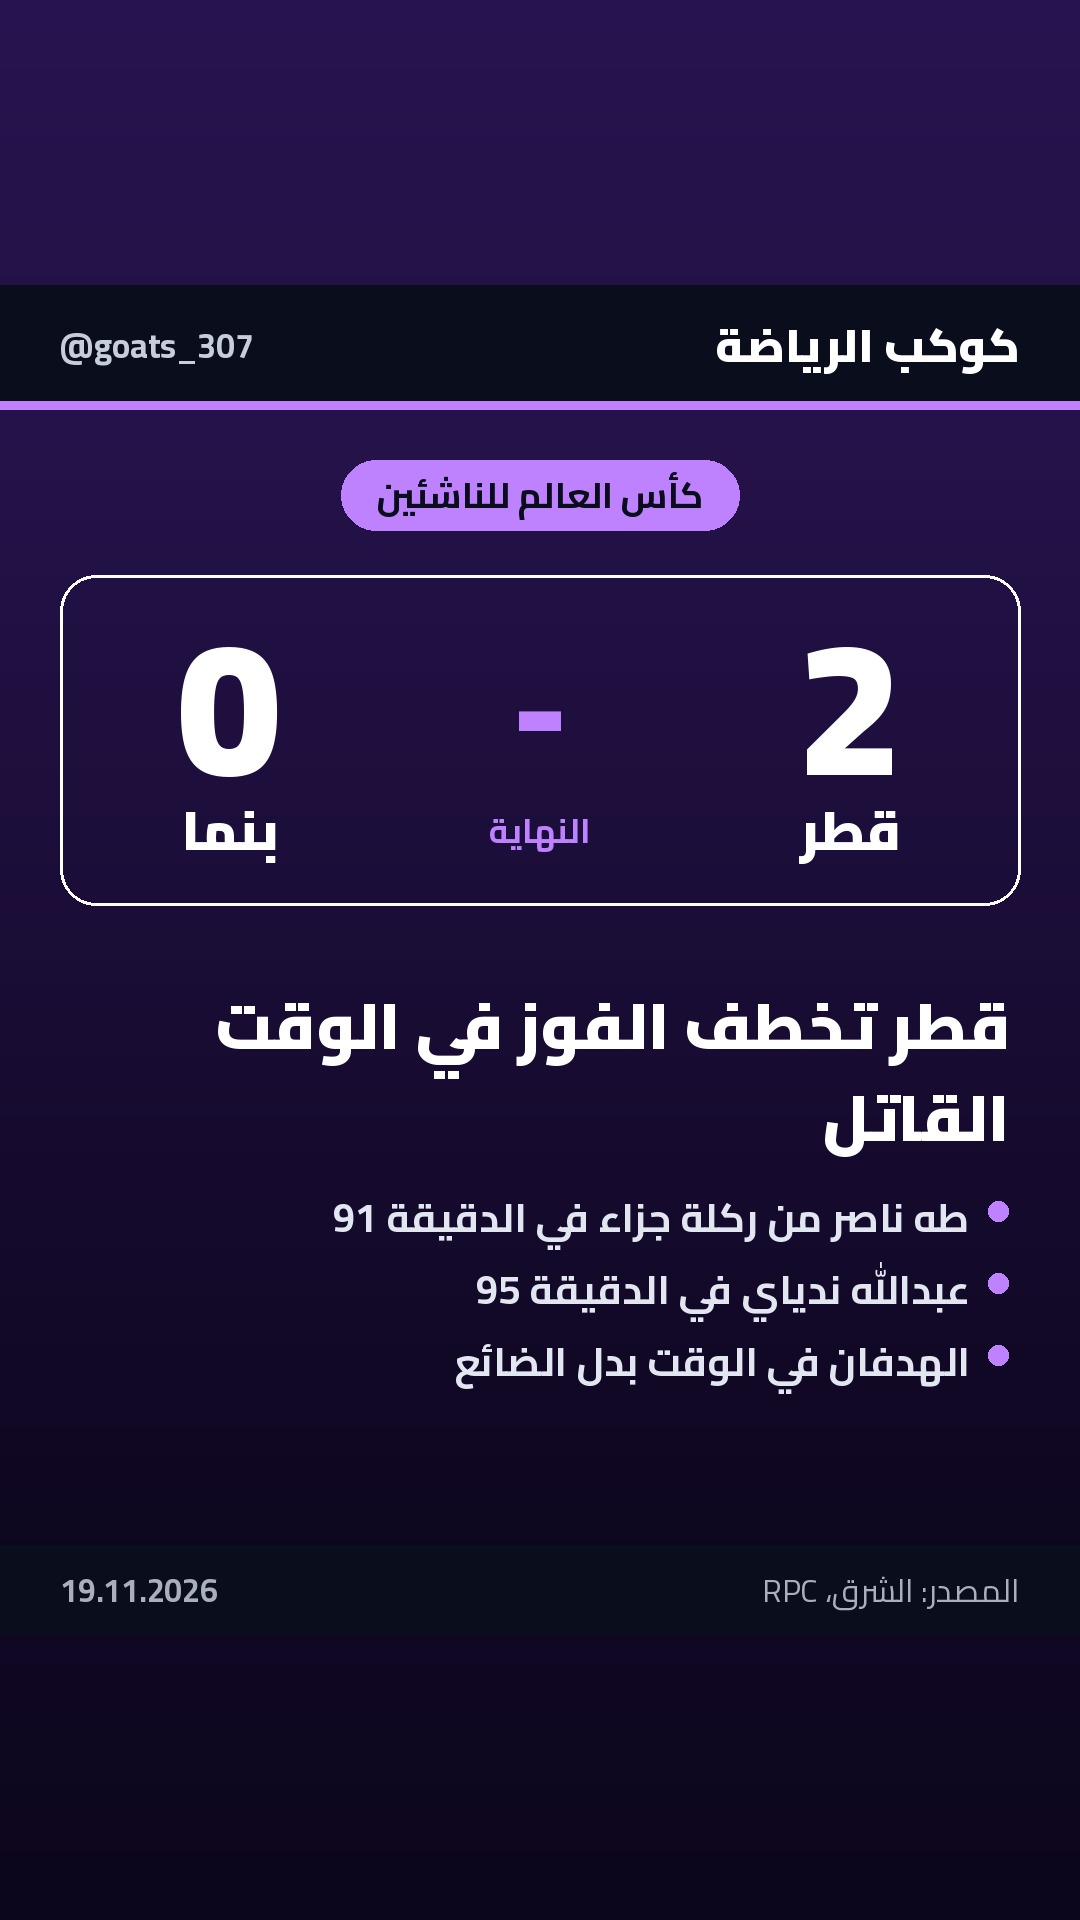 كوكب الرياضة
@goats_307
كأس العالم للناشئين
2 - 0
قطر النهاية بنما
قطر تخطف الفوز في الوقت
القاتل
طه ناصر من ركلة جزاء في الدقيقة 91
عبدالله ندياي في الدقيقة 95
الهدفان في الوقت بدل الضائع
المصدر: الشرق، RPC
19.11.2026